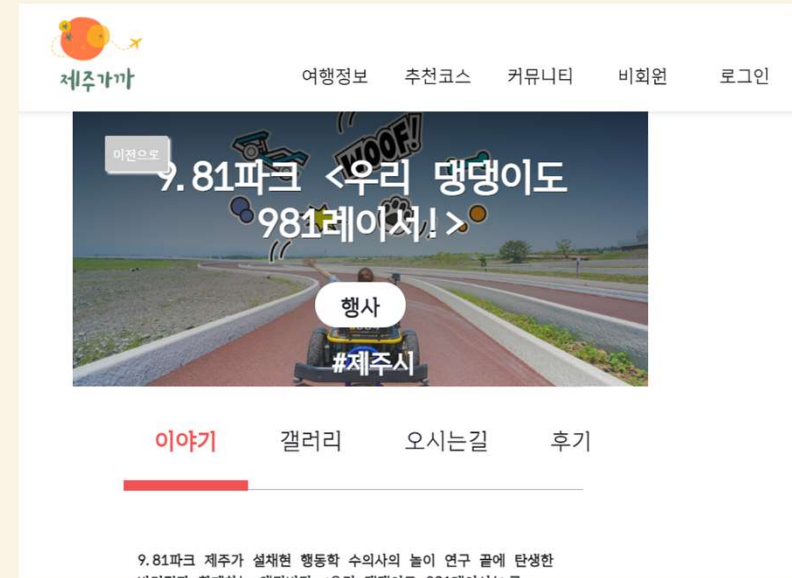 제주가까
여행정보 추천코스 커뮤니티 비회원 로그인
이전으로
WOOF!
9.81파크 <우리 댕댕이도
981레이서!>
행사
#제주시
이야기 갤러리 오시는길 후기
9.81파크 제주가 설채현 행동학 수의사의 놀이 연구 끝에 탄생한